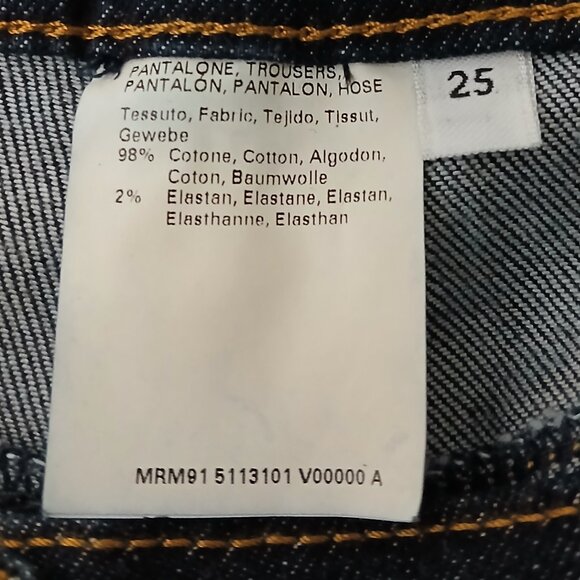 PANTALONE, TROUSERS,
PANTALÓN, PANTALON, HOSE
Tessuto, Fabric, Tejido, Tissut,
Gewebe
98% Cotone, Cotton, Algodon,
Coton, Baumwolle
2% Elastan, Elastane, Elastan,
Elasthanne, Elasthan
MRM91 5113101 V00000 A
25